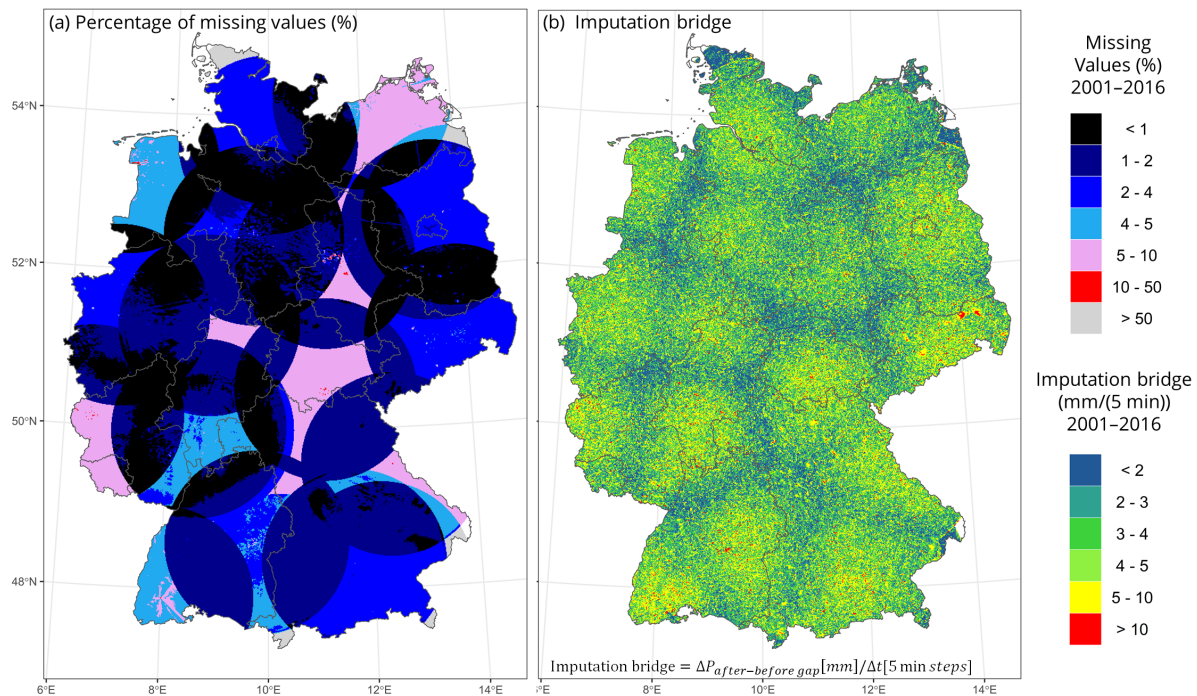 (a) Percentage of missing values (%)
(b) Imputation bridge
54°N
52°N
50°N
48°N
6°E
8°E
10°E
12°E
14°E
°E
8°E
10°E
12°E
14°E
Imputation bridge = ΔP after−before gap[mm]/Δt[5 min steps]
Missing
Values (%)
2001–2016
< 1
1 - 2
2 - 4
4 - 5
5 - 10
10 - 50
> 50
Imputation bridge
(mm/(5 min))
2001–2016
< 2
2 - 3
3 - 4
4 - 5
5 - 10
> 10